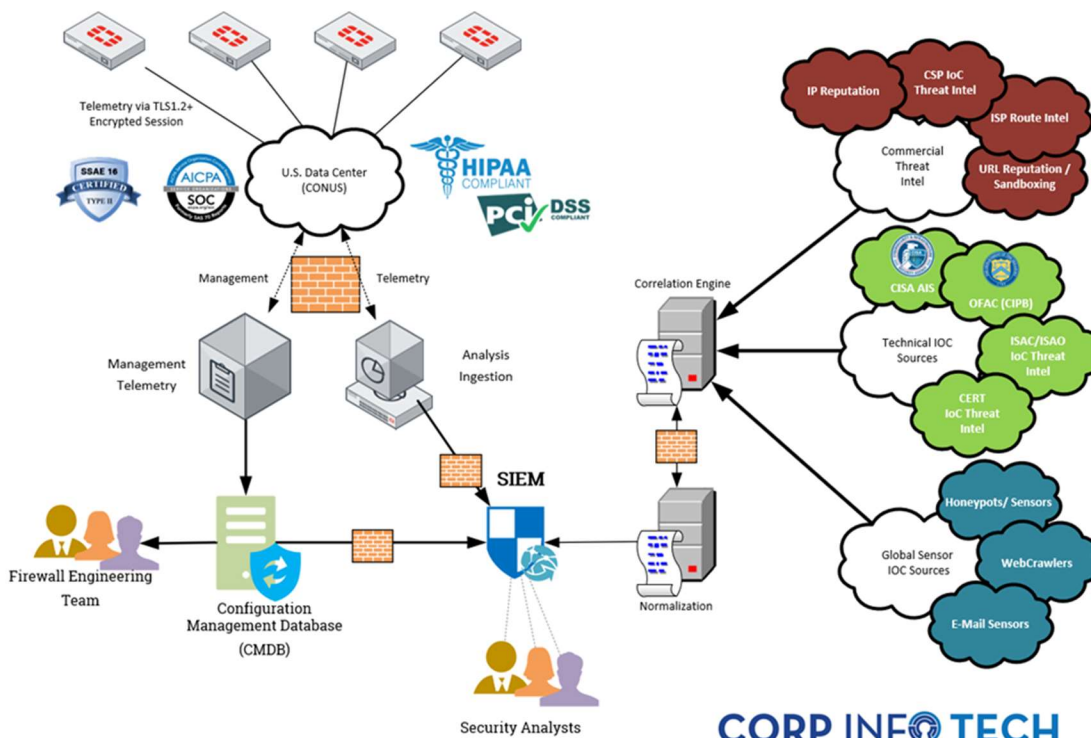 Telemetry via TLS1.2+
Encrypted Session
SSAE 16
CERTIFIED
TYPE II
AICPA
SOC
U.S. Data Center
(CONUS)
HIPAA
COMPLIANT
PCI DSS
COMPLIANT
Management
Telemetry
Management
Telemetry
Analysis
Ingestion
SIEM
Firewall Engineering
Team
Configuration
Management Database
(CMDB)
Security Analysts
Correlation Engine
Normalization
IP Reputation
CSP IoC
Threat Intel
ISP Route Intel
URL Reputation /
Sandboxing
Commercial
Threat
Intel
CISA AIS
OFAC (CIPB)
Technical IOC
Sources
ISAC/ISAO
IoC Threat
Intel
CERT
IoC Threat
Intel
Honeypots/ Sensors
Global Sensor
IOC Sources
WebCrawlers
E-Mail Sensors
CORP INFO TECH